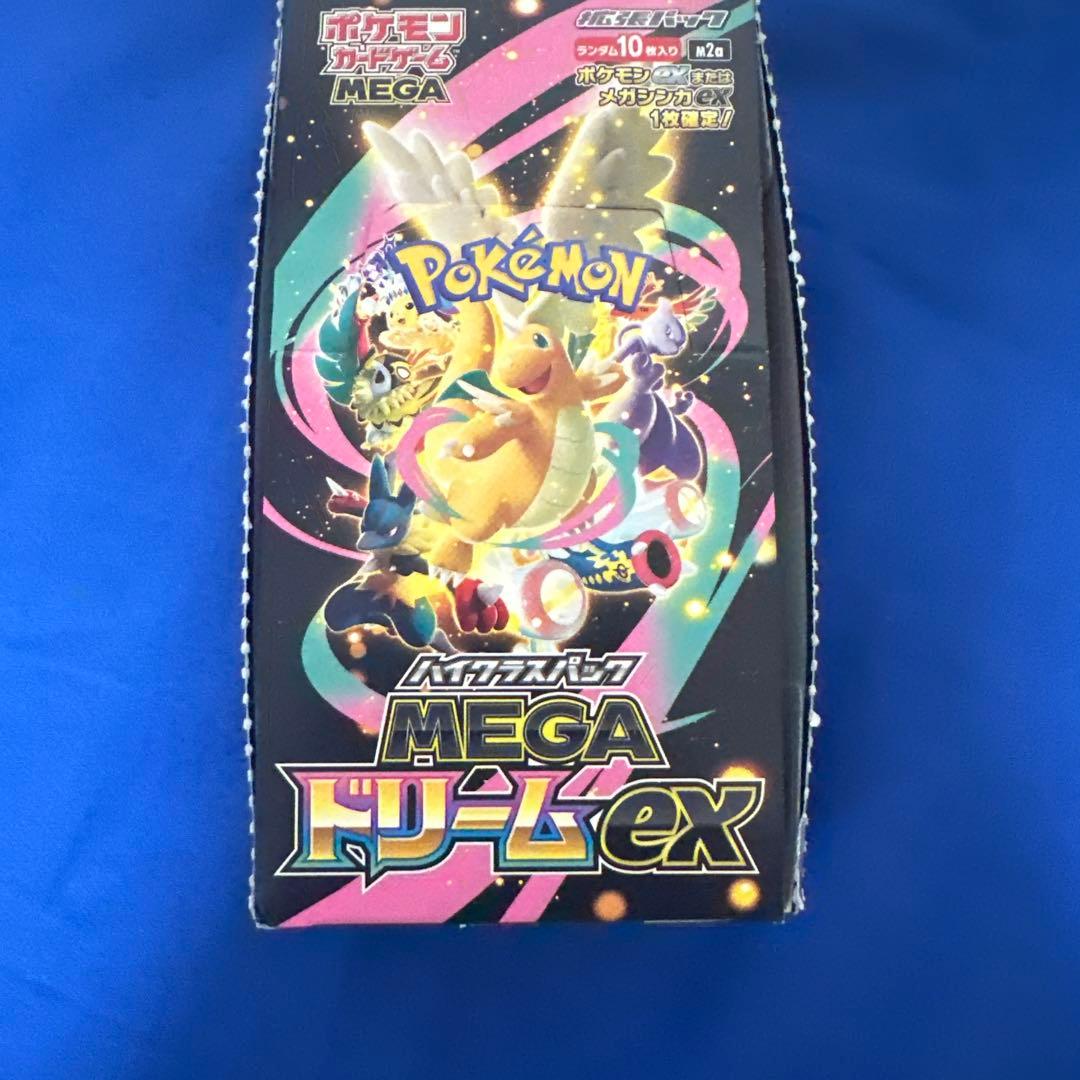 ポケモン
カードゲーム
MEGA
拡張パック
ランダム10枚入り M2a
ポケモンexまたは
メガシンカex
1枚確定!
POKÉMON
TM
ハイクラスパック
MEGA
ドリームex